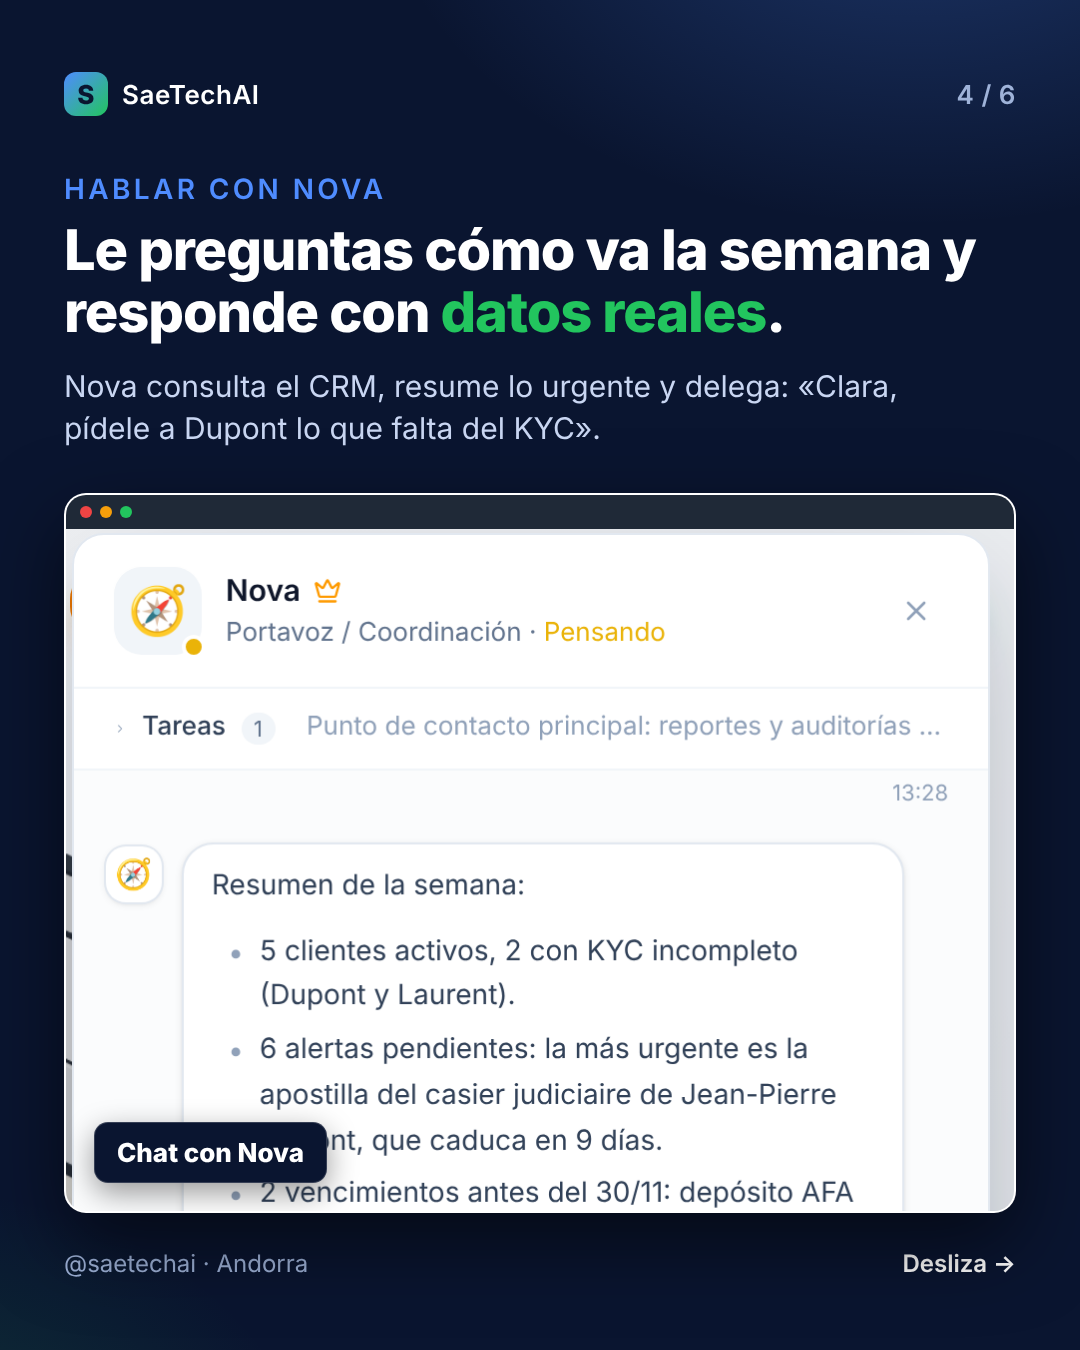 S SaeTechAI
4 / 6
HABLAR CON NOVA
Le preguntas cómo va la semana y
responde con datos reales.
Nova consulta el CRM, resume lo urgente y delega: «Clara,
pídele a Dupont lo que falta del KYC».
Nova
Portavoz / Coordinación · Pensando
Tareas 1 Punto de contacto principal: reportes y auditorías ...
13:28
Resumen de la semana:
5 clientes activos, 2 con KYC incompleto
(Dupont y Laurent).
6 alertas pendientes: la más urgente es la
apostilla del casier judiciaire de Jean-Pierre
nt, que caduca en 9 días.
Chat con Nova
2 vencimientos antes del 30/11: depósito AFA
@saetechai · Andorra
Desliza →